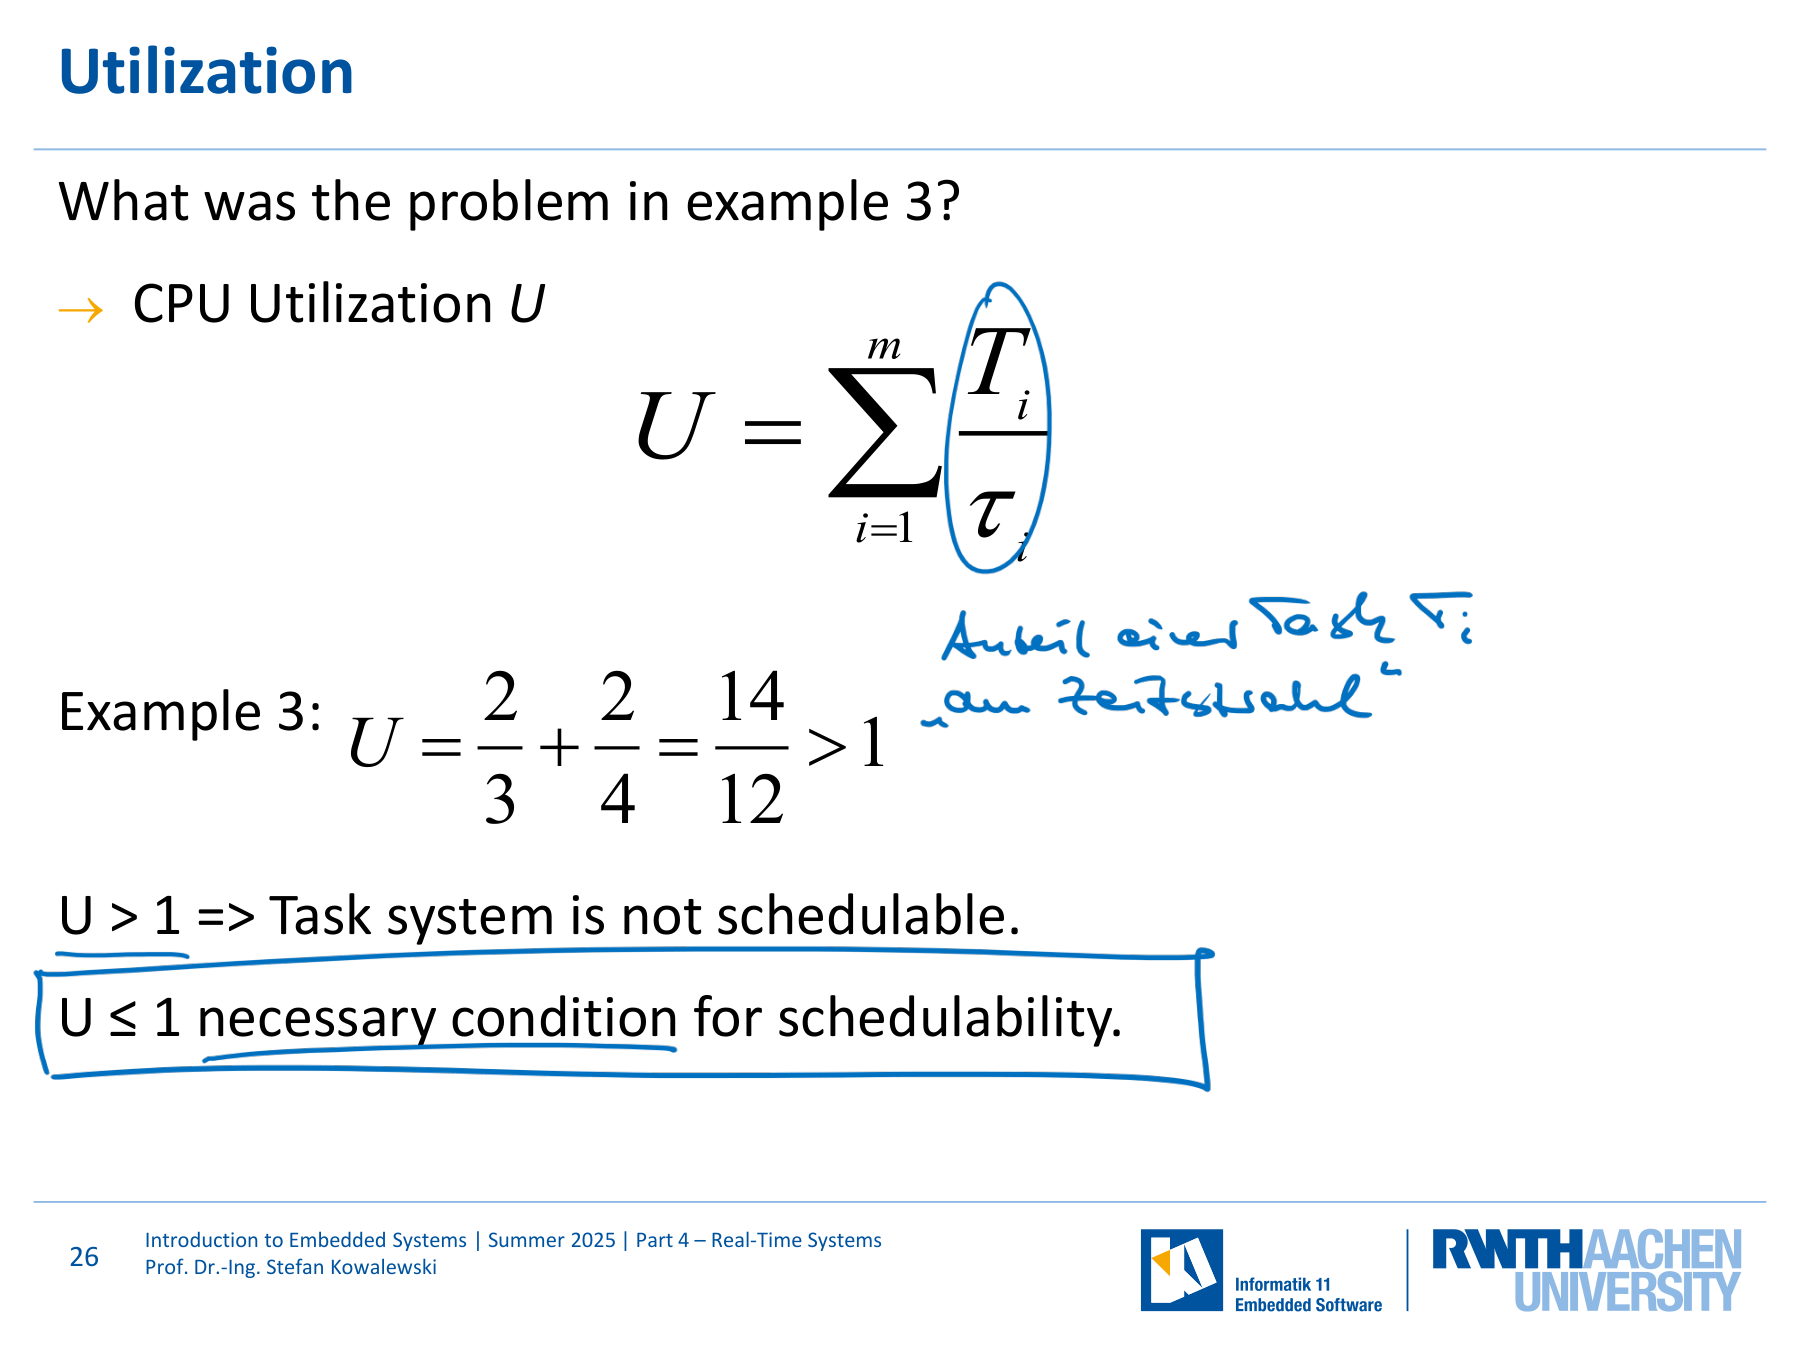 Utilization
What was the problem in example 3?
→ CPU Utilization U
U = \sum_{i=1}^{m} \frac{T_i}{τ_i}
Anteil einer Task T_i
„am Zeitstrahl“
Example 3: U = \frac{2}{3} + \frac{2}{4} = \frac{14}{12} > 1
U > 1 => Task system is not schedulable.
U ≤ 1 necessary condition for schedulability.
26
Introduction to Embedded Systems | Summer 2025 | Part 4 – Real-Time Systems
Prof. Dr.-Ing. Stefan Kowalewski
Informatik 11
Embedded Software
RWTH AACHEN
UNIVERSITY